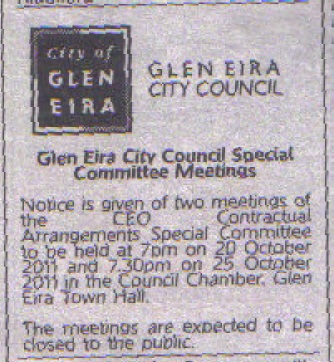 City of
GLEN
EIRA
GLEN EIRA
CITY COUNCIL
Glen Eira City Council Special
Committee Meetings
Notice is given of two meetings of
the CEO Contractual
Arrangements Special Committee
to be held at 7pm on 20 October
2011 and 7.30pm on 25 October
2011 in the Council Chamber, Glen
Eira Town Hall.
The meetings are expected to be
closed to the public.